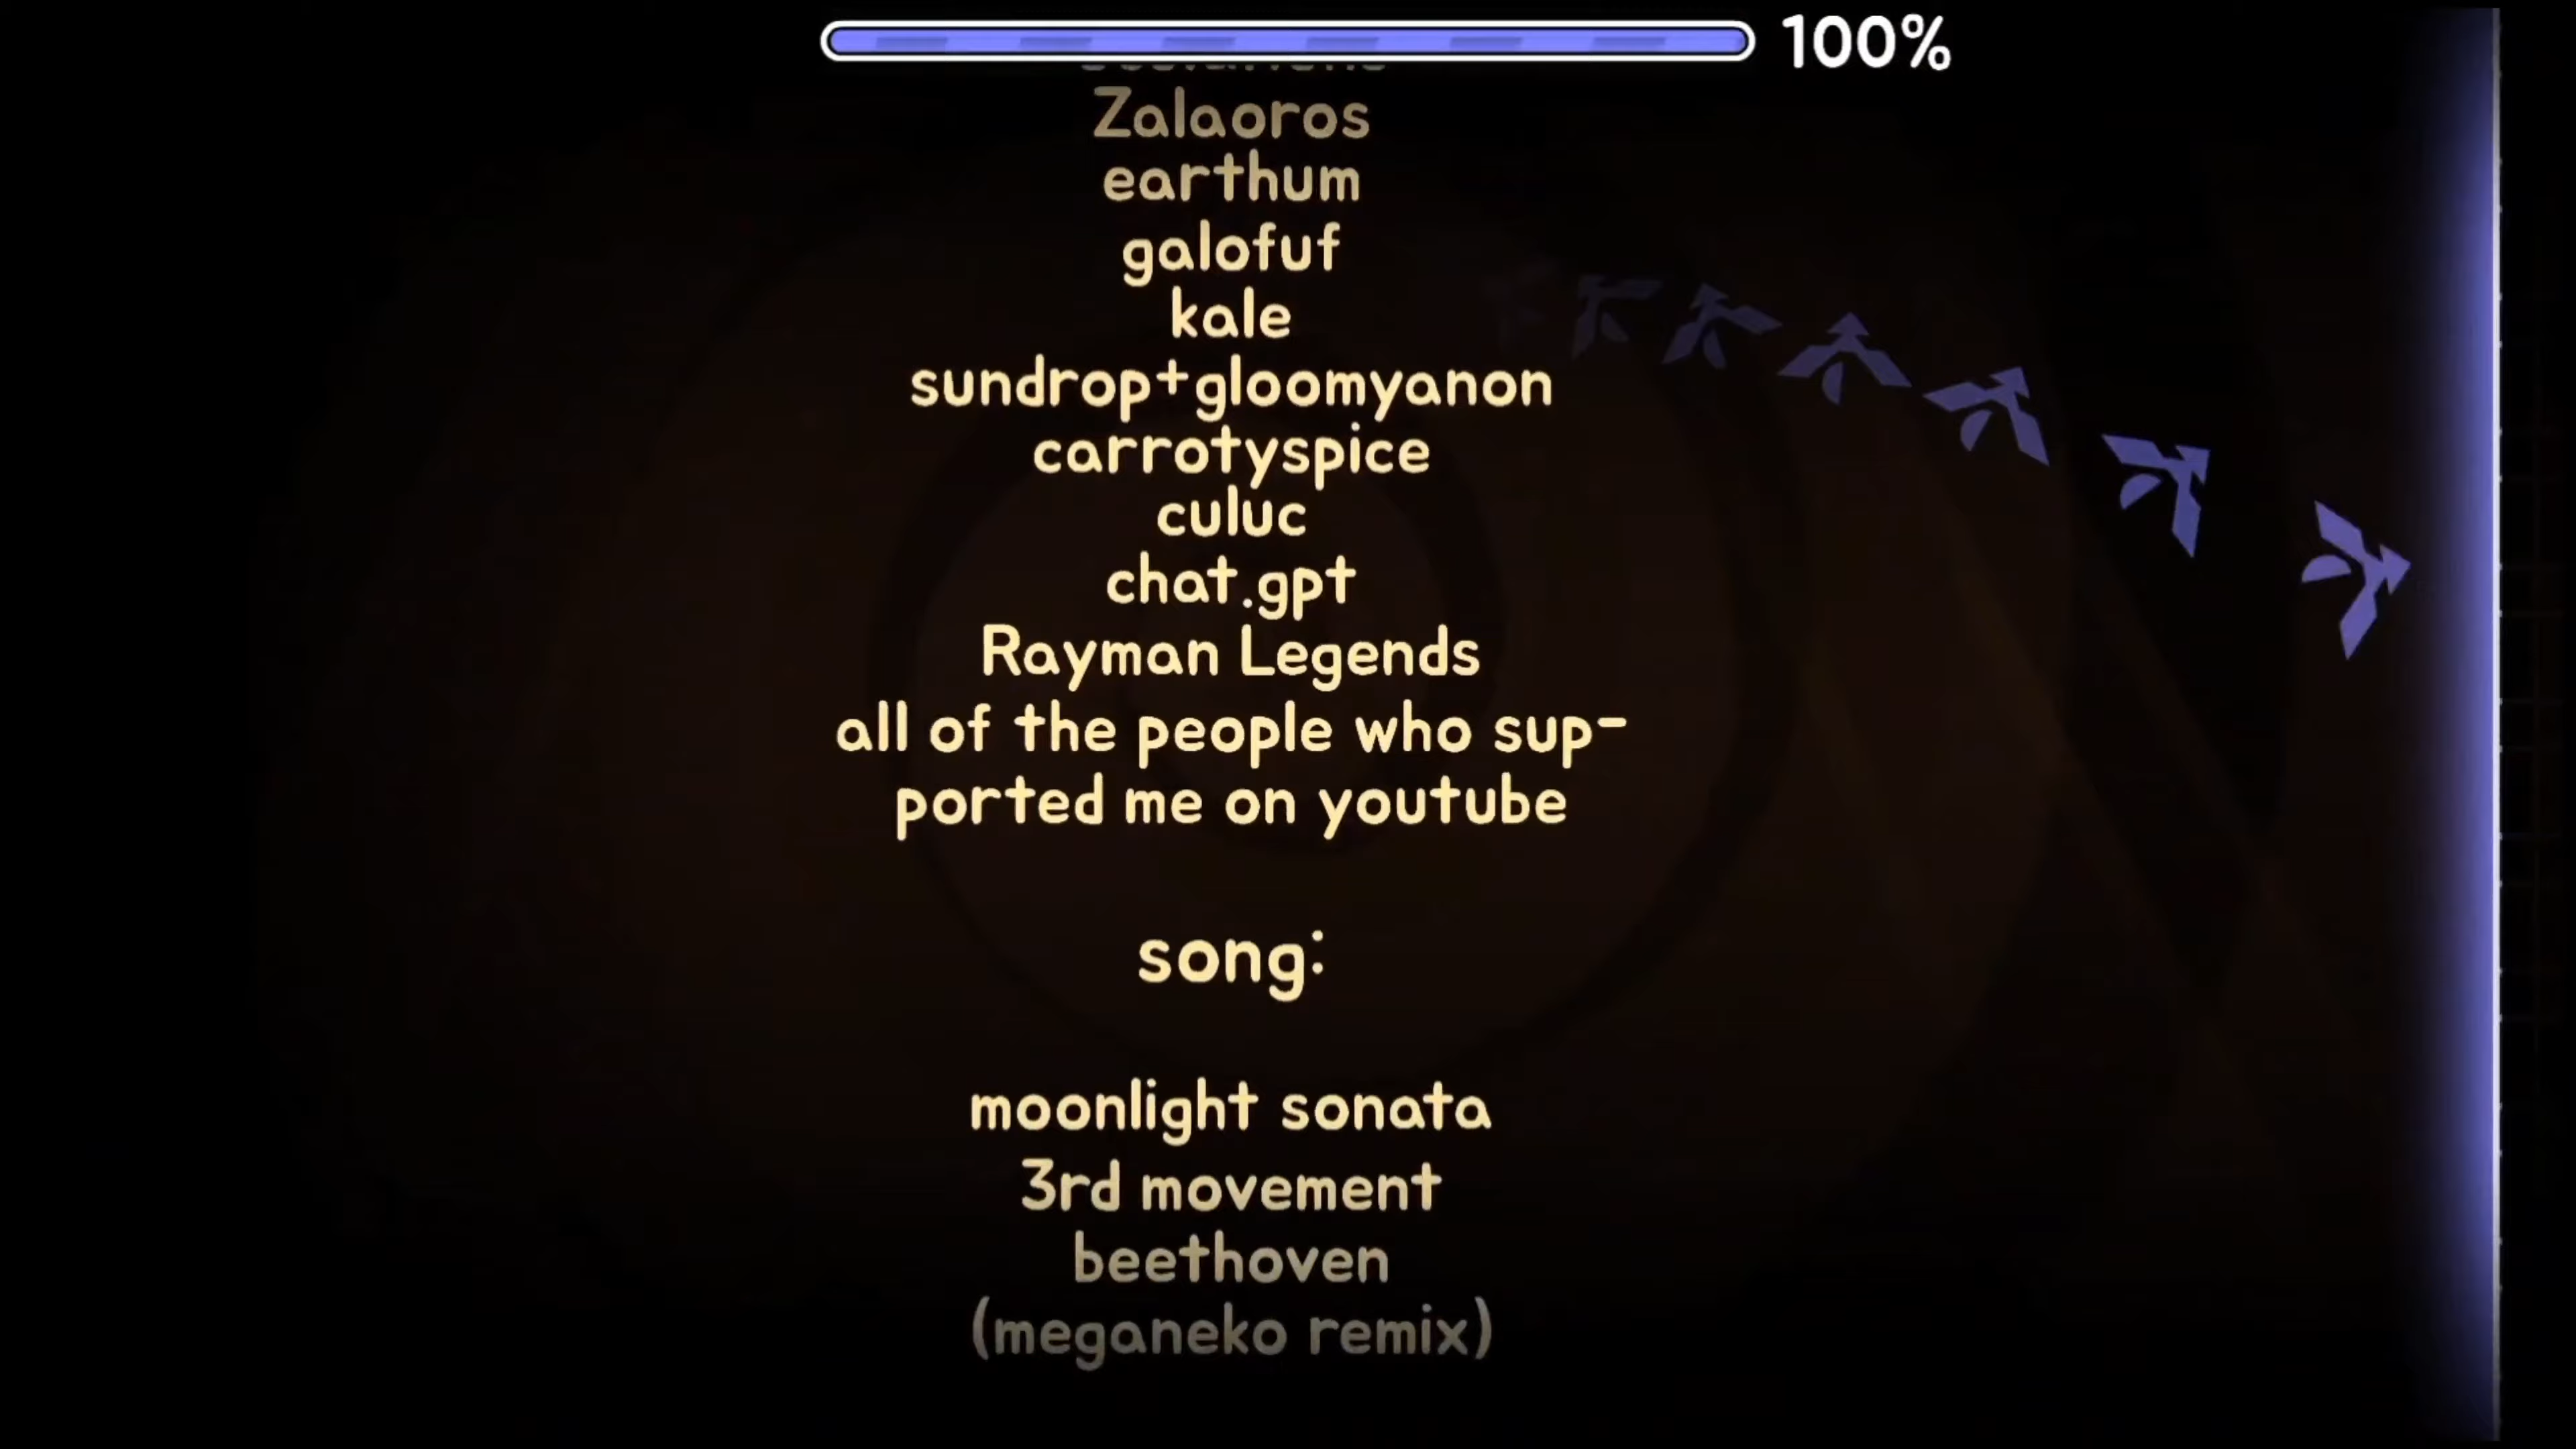 100%
Zalaoros
earthum
galofuf
kale
sundrop+gloomyanon
carrotyspice
culuc
chat.gpt
Rayman Legends
all of the people who sup-
ported me on youtube
song:
moonlight sonata
3rd movement
beethoven
(meganeko remix)